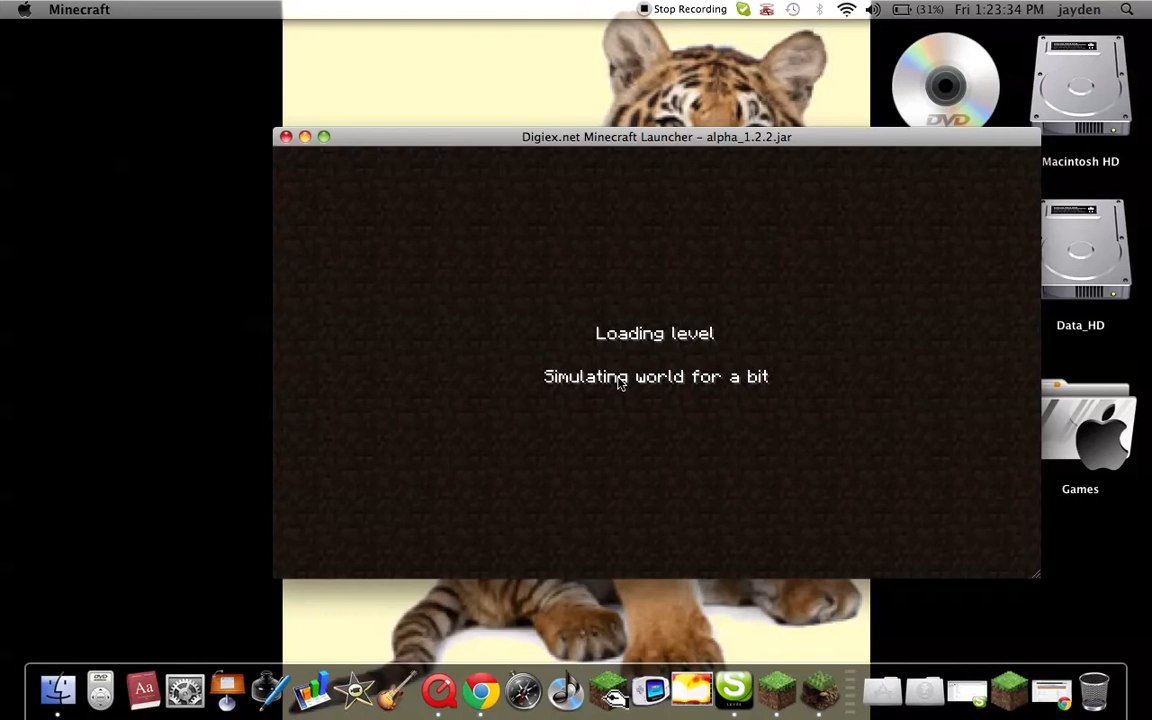 Minecraft
Stop Recording
(31%) Fri 1:23:34 PM jayden
DVD
Digiex.net Minecraft Launcher – alpha_1.2.2.jar
Macintosh HD
Loading level
Data_HD
Simulating world for a bit
Games
Aa